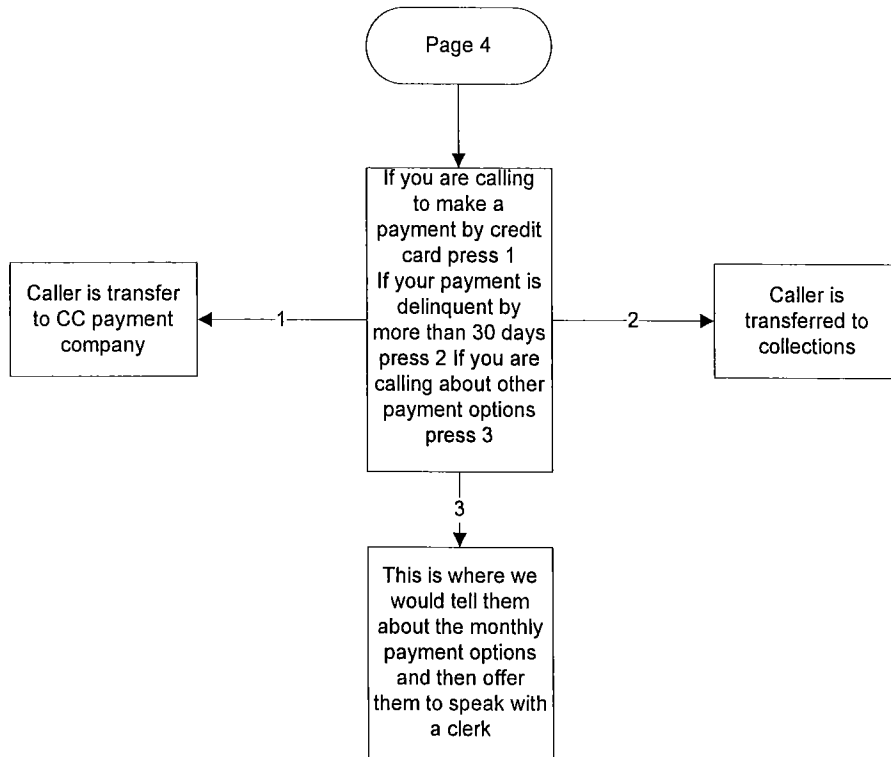 Page 4
If you are calling
to make a
payment by credit
card press 1
If your payment is
delinquent by
more than 30 days
press 2 If you are
calling about other
payment options
press 3
Caller is transfer
to CC payment
company
1
2
Caller is
transferred to
collections
3
This is where we
would tell them
about the monthly
payment options
and then offer
them to speak with
a clerk